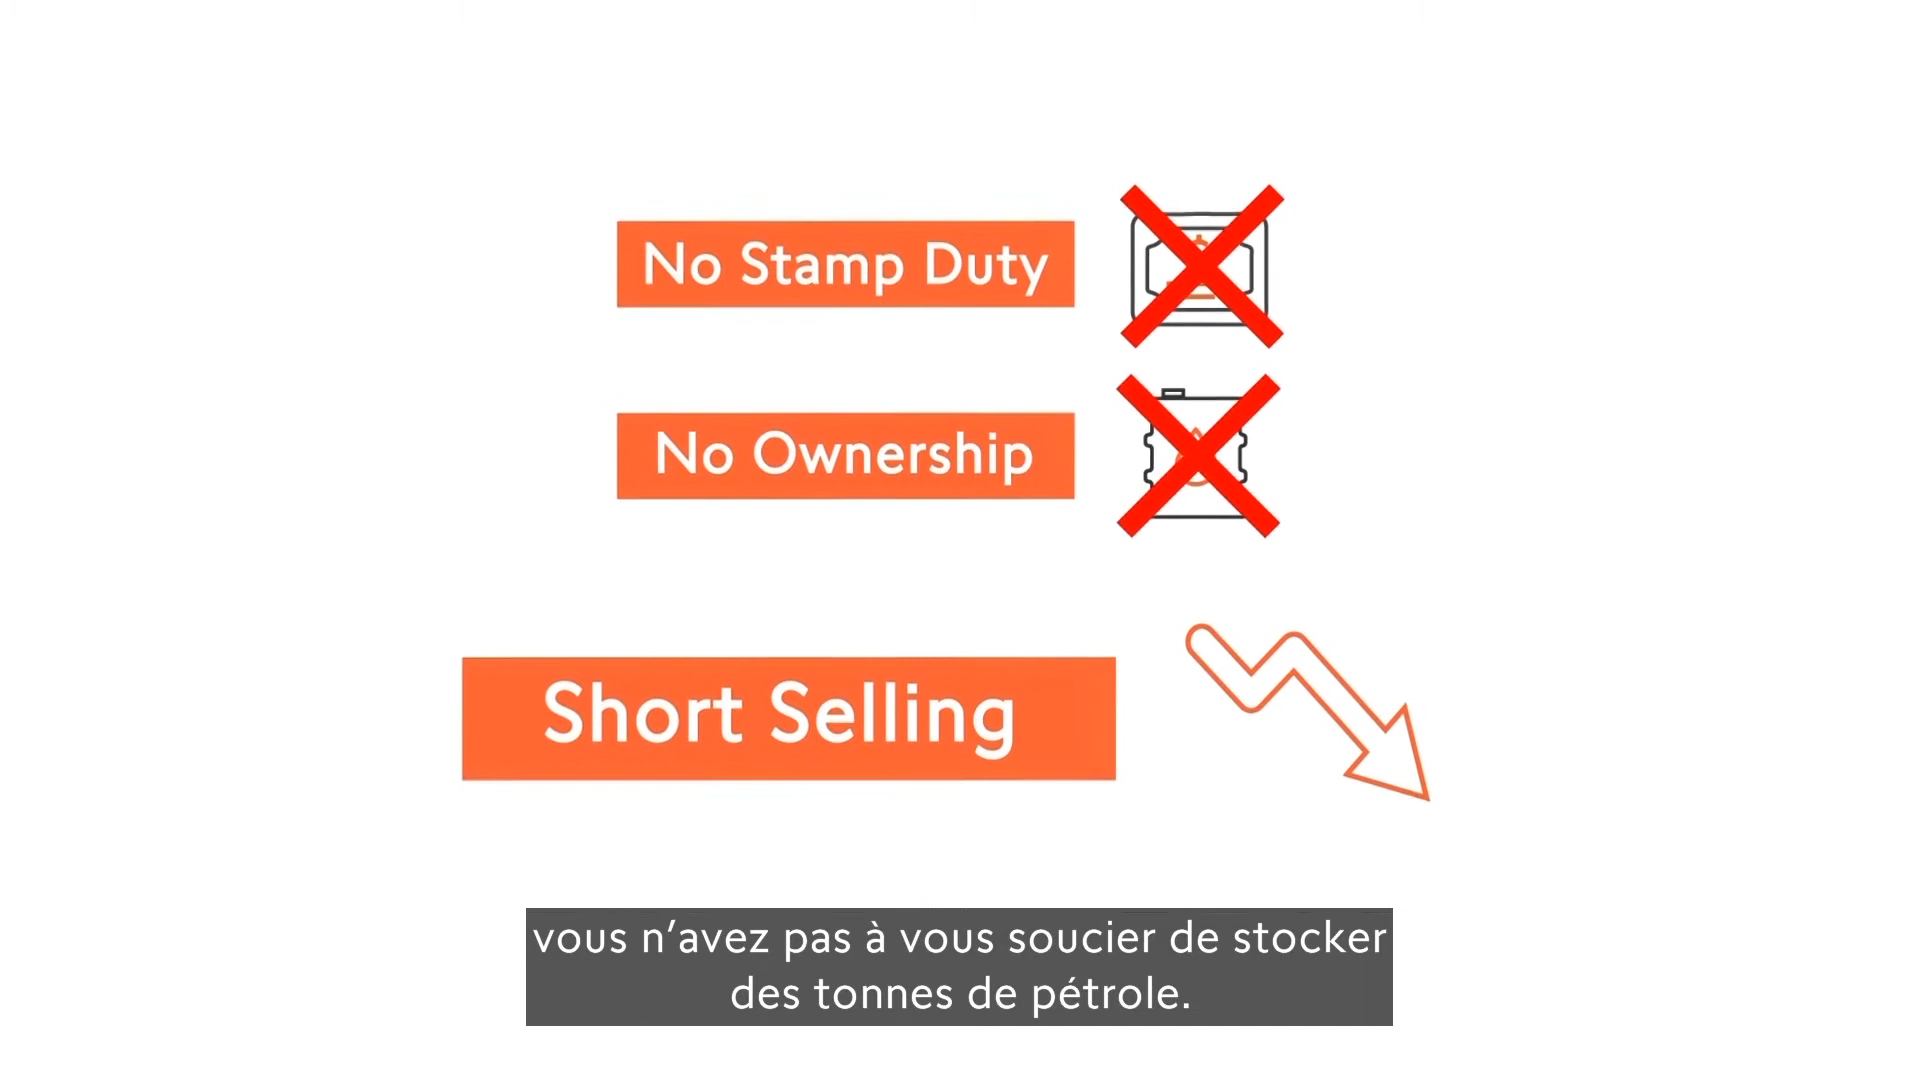 No Stamp Duty
No Ownership
Short Selling
vous n’avez pas à vous soucier de stocker
des tonnes de pétrole.